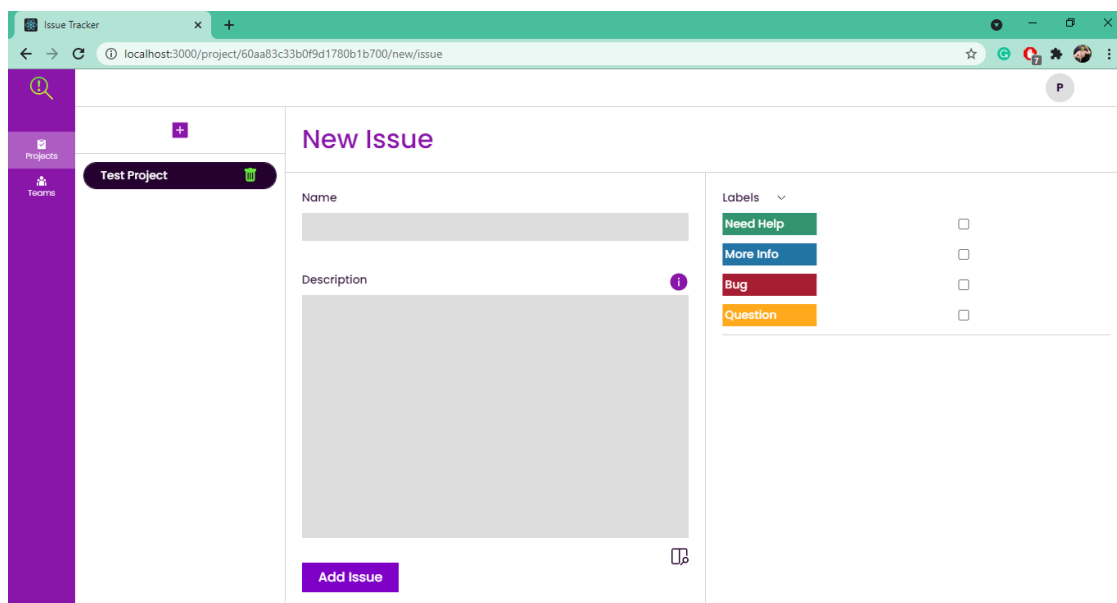 Issue Tracker
localhost:3000/project/60aa83c33b0f9d1780b1b700/new/issue
7
P
Projects
Teams
Test Project
New Issue
Name
Description
i
Add Issue
Labels
Need Help
More Info
Bug
Question